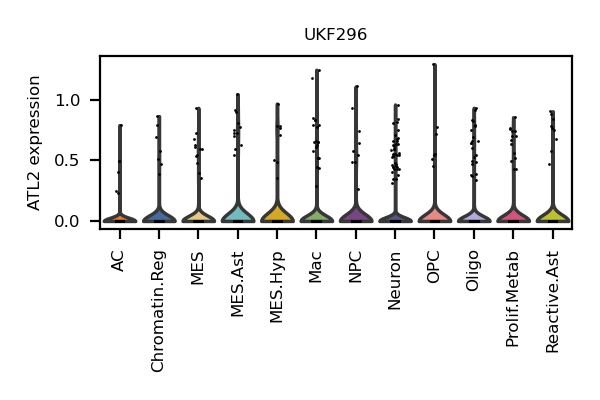 UKF296
ATL2 expression
1.0
0.5
0.0
AC
Chromatin.Reg
MES
MES.Ast
MES.Hyp
Mac
NPC
Neuron
OPC
Oligo
Prolif.Metab
Reactive.Ast